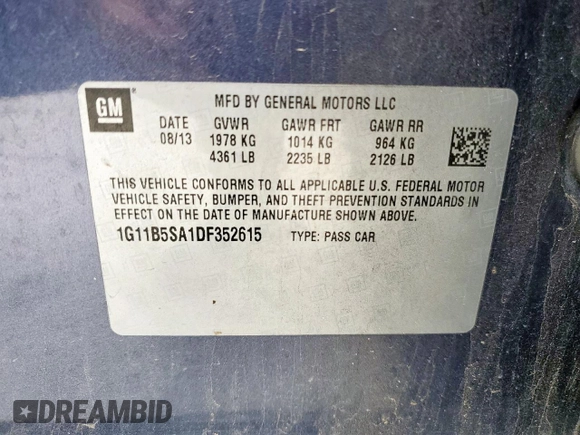 GM
MFD BY GENERAL MOTORS LLC
DATE GVWR GAWR FRT GAWR RR
08/13 1978 KG 1014 KG 964 KG
4361 LB 2235 LB 2126 LB
THIS VEHICLE CONFORMS TO ALL APPLICABLE U.S. FEDERAL MOTOR
VEHICLE SAFETY, BUMPER, AND THEFT PREVENTION STANDARDS IN
EFFECT ON THE DATE OF MANUFACTURE SHOWN ABOVE.
1G11B5SA1DF352615 TYPE: PASS CAR
DREAMBID